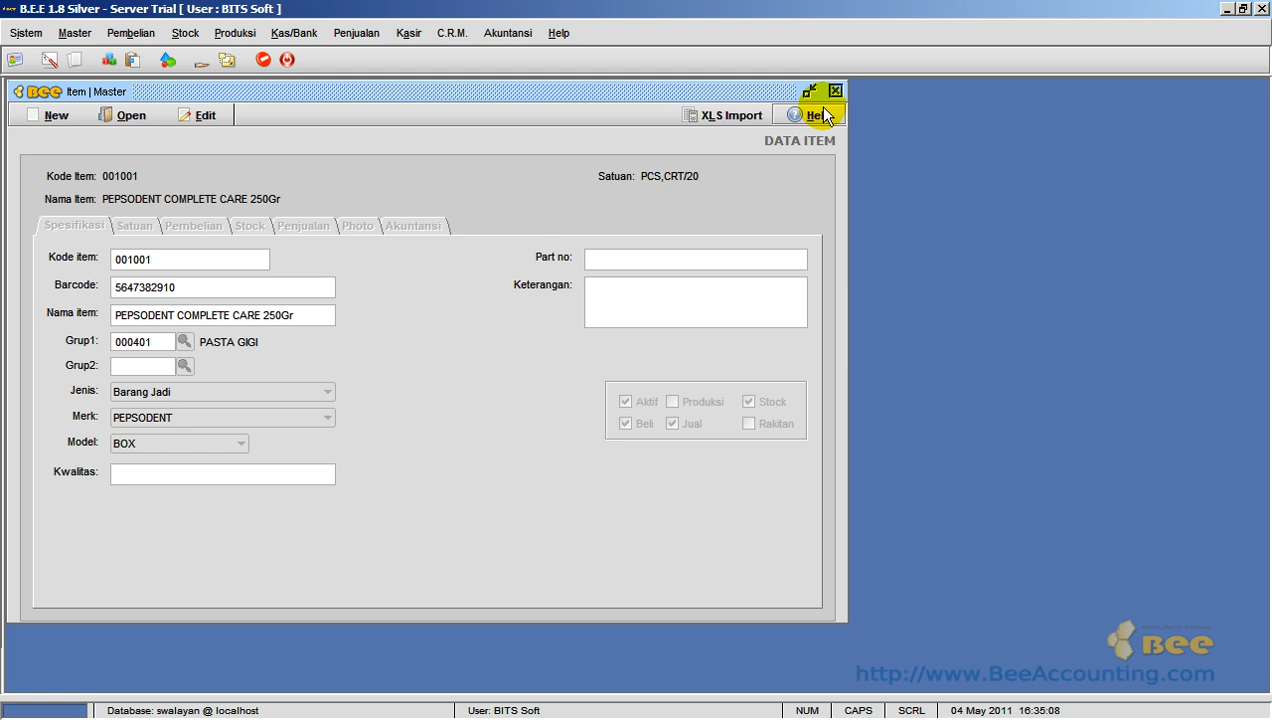 B.E.E 1.8 Silver - Server Trial [ User : BITS Soft ]
Sistem Master Pembelian Stock Produksi Kas/Bank Penjualan Kasir C.R.M. Akuntansi Help
BEE Item | Master
New Open Edit XLS Import Help
DATA ITEM
Kode Item: 001001 Satuan: PCS,CRT/20
Nama Item: PEPSODENT COMPLETE CARE 250Gr
Spesifikasi Satuan Pembelian Stock Penjualan Photo Akuntansi
Kode item: 001001 Part no:
Barcode: 5647382910 Keterangan:
Nama item: PEPSODENT COMPLETE CARE 250Gr
Grup1: 000401 PASTA GIGI
Grup2:
Jenis: Barang Jadi
Aktif Produksi Stock
Merk: PEPSODENT
Beli Jual Rakitan
Model: BOX
Kwalitas:
BEE
http://www.BeeAccounting.com
Database: swalayan @ localhost User: BITS Soft NUM CAPS SCRL 04 May 2011 16:35:08